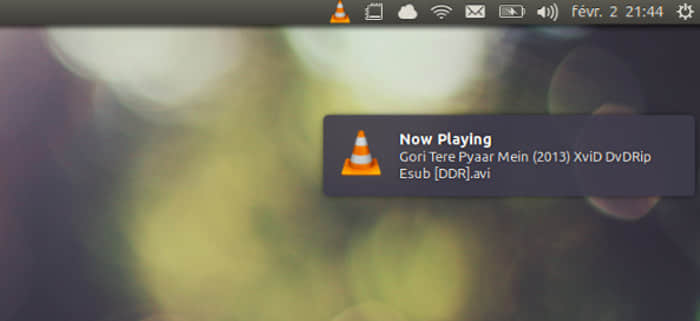 févr. 2 21:44
Now Playing
Gori Tere Pyaar Mein (2013) XviD DvDRip
Esub [DDR].avi